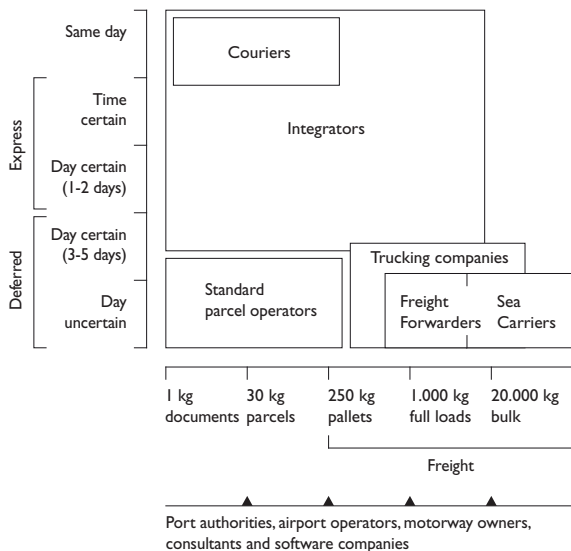 Same day
Couriers
Express
Time
certain
Integrators
Day certain
(1-2 days)
Deferred
Day certain
(3-5 days)
Trucking companies
Day
uncertain
Standard
parcel operators
Freight
Forwarders
Sea
Carriers
1 kg
documents
30 kg
parcels
250 kg
pallets
1.000 kg
full loads
20.000 kg
bulk
Freight
Port authorities, airport operators, motorway owners,
consultants and software companies